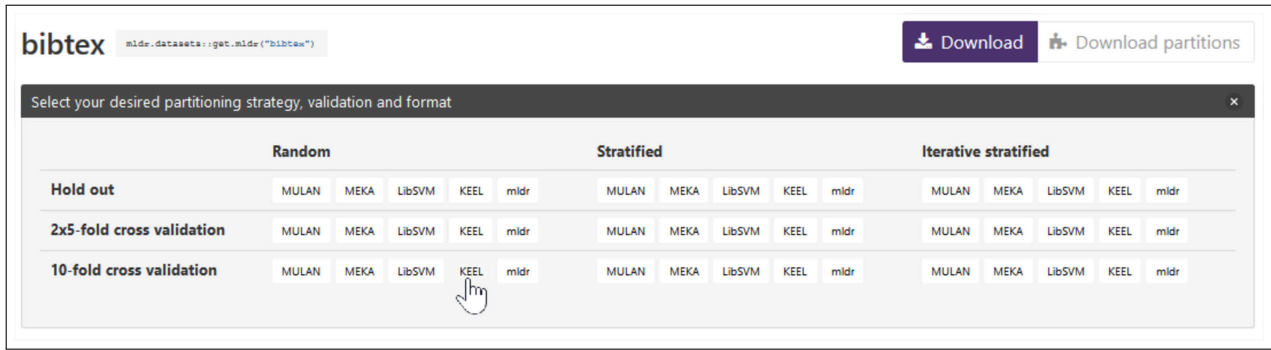 bibtex mldr.datasets::get.mldr("bibtex") Download Download partitions
Select your desired partitioning strategy, validation and format ×
Random Stratified Iterative stratified
Hold out MULAN MEKA LibSVM KEEL mldr MULAN MEKA LibSVM KEEL mldr MULAN MEKA LibSVM KEEL mldr
2x5-fold cross validation MULAN MEKA LibSVM KEEL mldr MULAN MEKA LibSVM KEEL mldr MULAN MEKA LibSVM KEEL mldr
10-fold cross validation MULAN MEKA LibSVM KEEL mldr MULAN MEKA LibSVM KEEL mldr MULAN MEKA LibSVM KEEL mldr